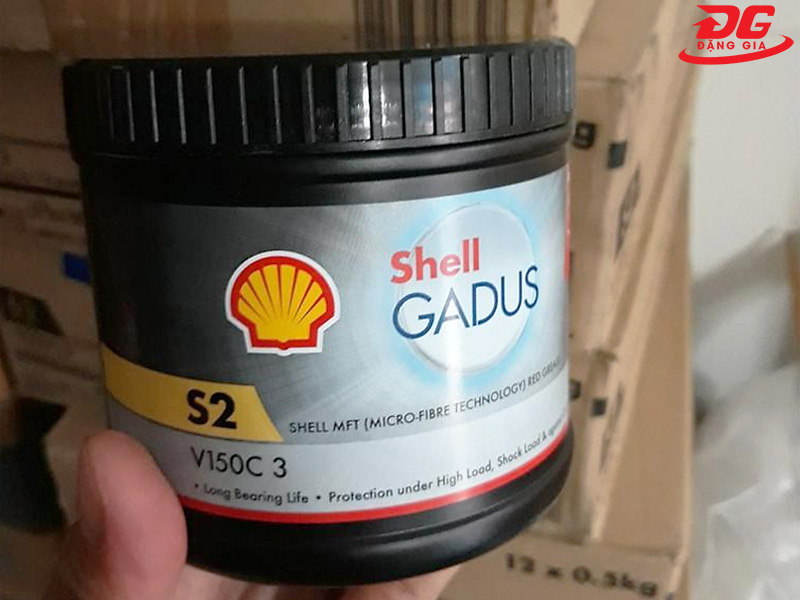 ĐG
ĐẶNG GIA
Shell
GADUS
S2
SHELL MFT (MICRO-FIBRE TECHNOLOGY) RED
V150C 3
• Long Bearing Life • Protection under High Load, Shock Load &
12 x 0.5kg